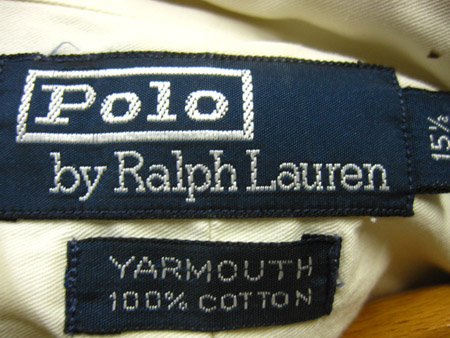 Polo
by Ralph Lauren
15½
YARMOUTH
100% COTTON